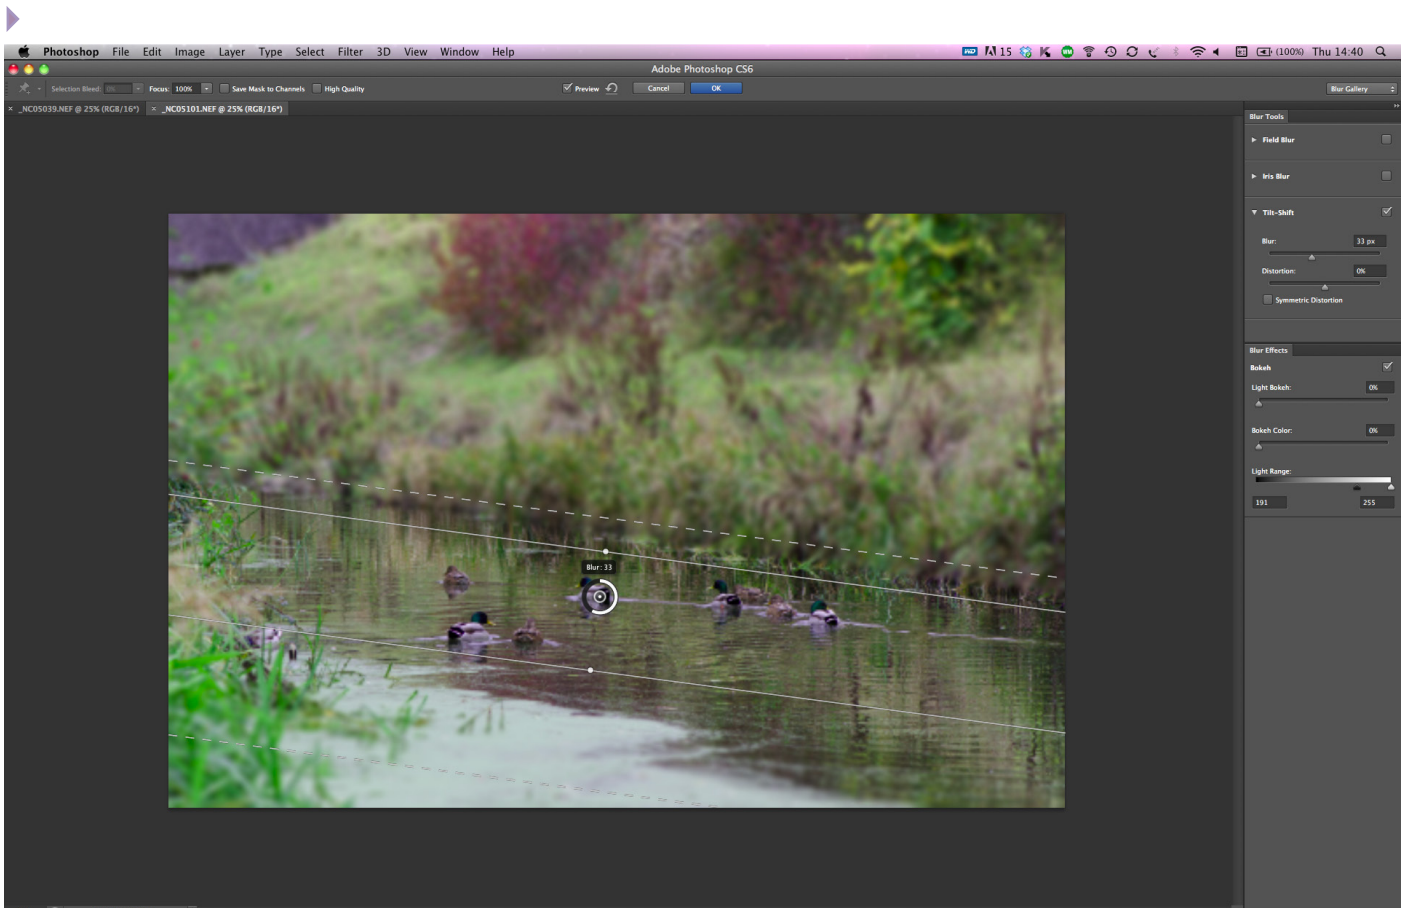 Photoshop File Edit Image Layer Type Select Filter 3D View Window Help 15 (100%) Thu 14:40
Adobe Photoshop CS6
Selection Bleed: 0% Focus: 100% Save Mask to Channels High Quality Preview Cancel OK Blur Gallery
× _NC05039.NEF @ 25% (RGB/16*) × _NC05101.NEF @ 25% (RGB/16*)
Blur Tools
Field Blur
Iris Blur
Tilt-Shift
Blur: 33 px
Distortion: 0%
Symmetric Distortion
Blur Effects
Bokeh
Light Bokeh: 0%
Bokeh Color: 0%
Light Range:
191 255
Blur: 33